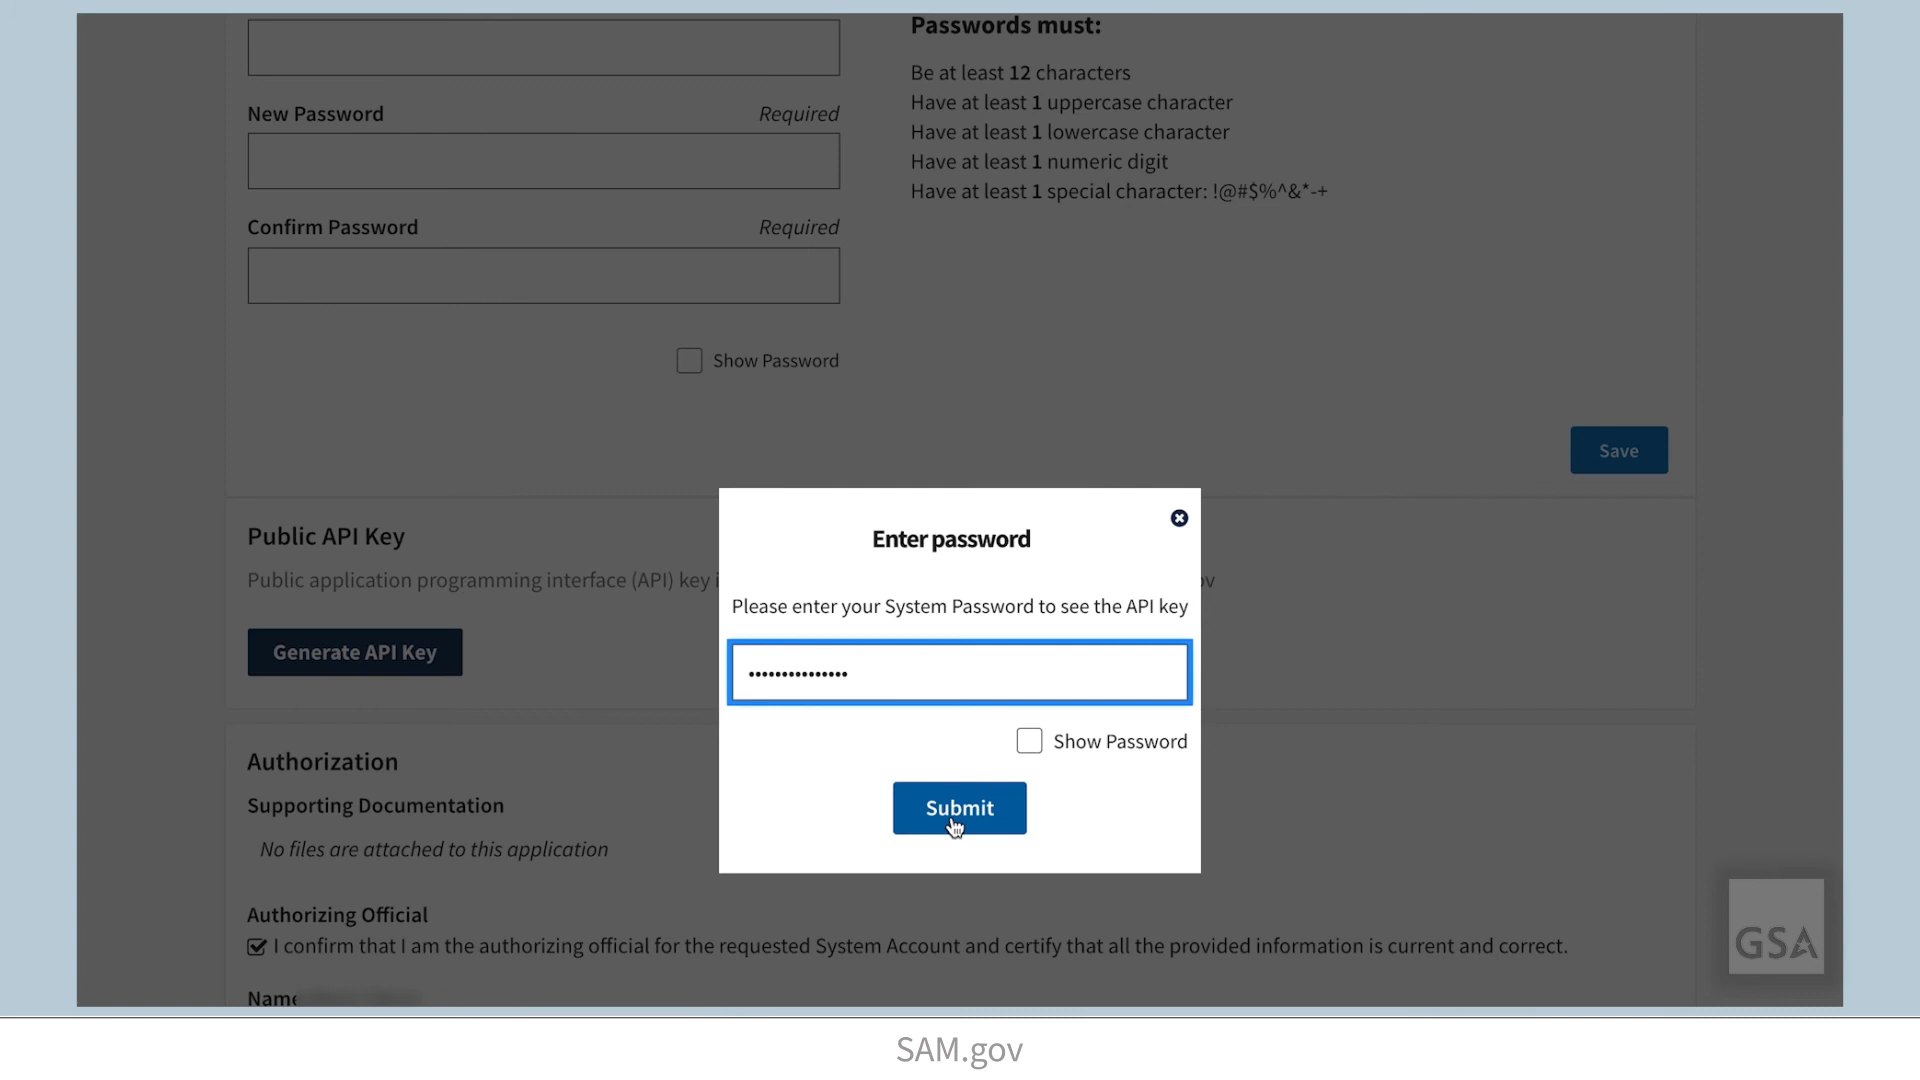 Passwords must:
Be at least 12 characters
New Password Required
Have at least 1 uppercase character
Have at least 1 lowercase character
Have at least 1 numeric digit
Have at least 1 special character: !@#$%^&*-+
Confirm Password Required
Show Password
Save
Public API Key
Public application programming interface (API) key
Generate API Key
Enter password
Please enter your System Password to see the API key
•••••••••••••••
Show Password
Submit
Authorization
Supporting Documentation
No files are attached to this application
Authorizing Official
I confirm that I am the authorizing official for the requested System Account and certify that all the provided information is current and correct.
Name
GSA
SAM.gov